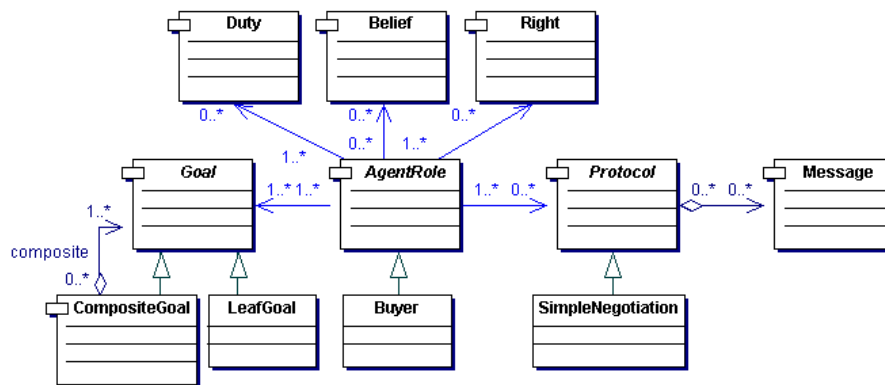 Duty Belief Right
0..* 0..* 0..*
1..* 0..* 1..*
Goal AgentRole Protocol Message
1..* 1..* 1..* 0..* 0..* 0..*
1..*
composite
0..*
CompositeGoal LeafGoal Buyer SimpleNegotiation